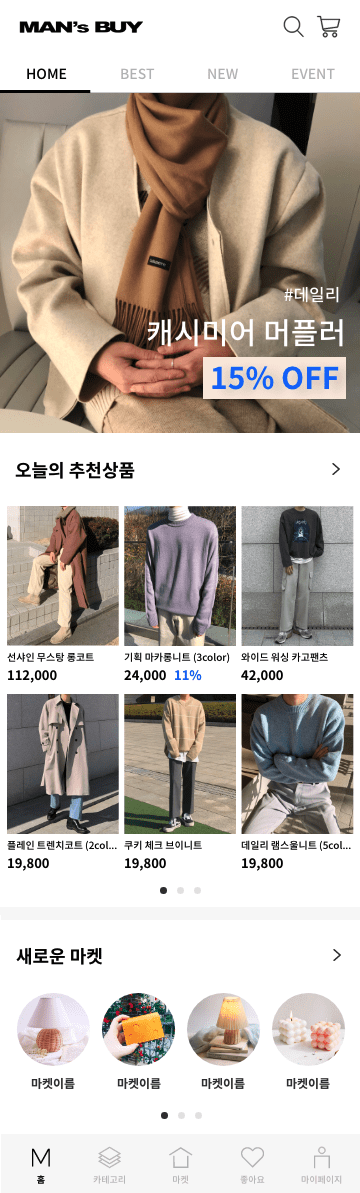 MAN's BUY
HOME BEST NEW EVENT
#데일리
캐시미어 머플러
15% OFF
오늘의 추천상품
선샤인 무스탕 롱코트 기획 마카롱니트 (3color) 와이드 워싱 카고팬츠
112,000 24,000 11% 42,000
플레인 트렌치코트 (2col... 쿠키 체크 브이니트 데일리 램스울니트 (5col...
19,800 19,800 19,800
새로운 마켓
마켓이름 마켓이름 마켓이름 마켓이름
M
홈 카테고리 마켓 좋아요 마이페이지